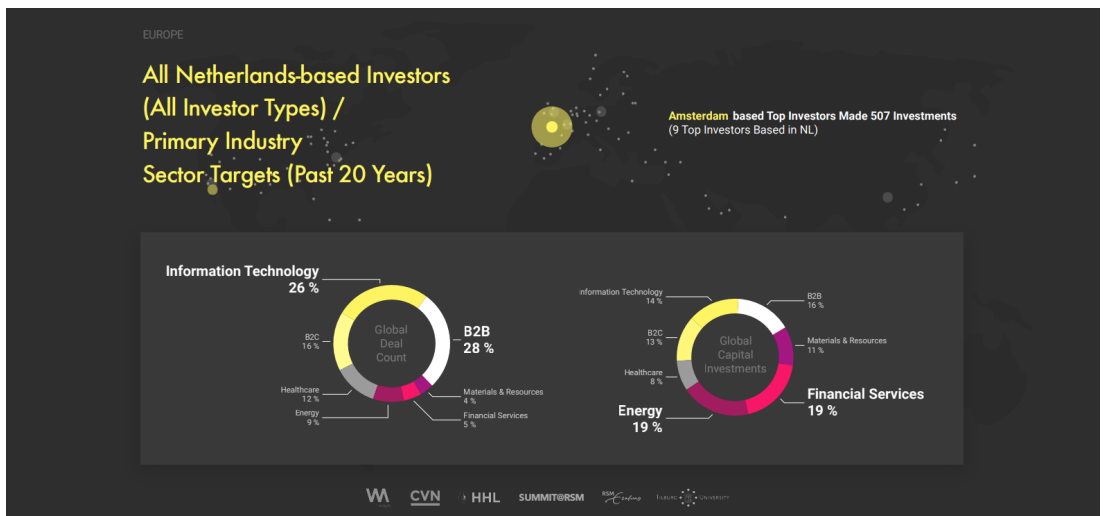 EUROPE
All Netherlands-based Investors
(All Investor Types) /
Primary Industry
Sector Targets (Past 20 Years)
Amsterdam based Top Investors Made 507 Investments
(9 Top Investors Based in NL)
Information Technology
26 %
B2C
16 %
Healthcare
12 %
Energy
9 %
Global
Deal
Count
B2B
28 %
Materials & Resources
4 %
Financial Services
5 %
nformation Technology
14 %
B2C
13 %
Healthcare
8 %
Energy
19 %
Global
Capital
Investments
B2B
16 %
Materials & Resources
11 %
Financial Services
19 %
CVN
HHL
SUMMIT@RSM
RSM Erasmus
TILBURG UNIVERSITY